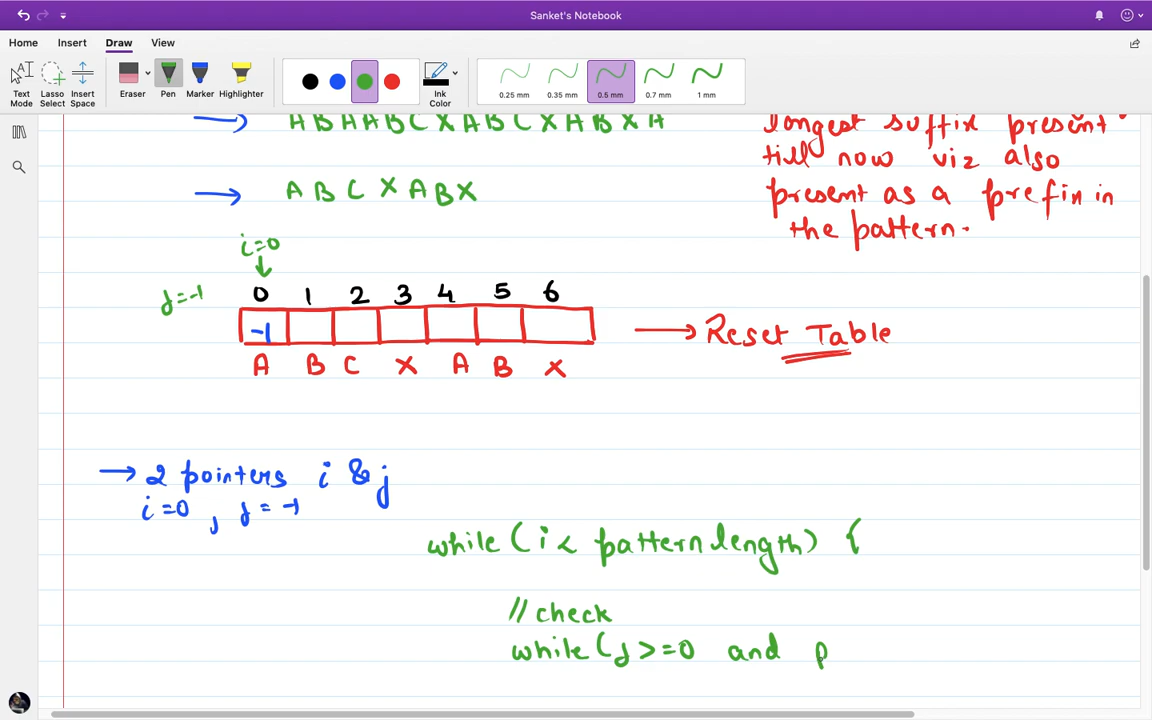 Sanket's Notebook
Home Insert Draw View
Text Mode
Lasso Select
Insert Space
Eraser
Pen
Marker
Highlighter
Ink Color
0.25 mm
0.35 mm
0.5 mm
0.7 mm
1 mm
→ A B A A B C X A B C X A B X A
→ A B C X A B X
longest suffix present
till now viz also
present as a prefix in
the pattern.
i=0
j=-1
0 1 2 3 4 5 6
-1
A B C X A B X
→ Reset Table
→ 2 pointers i & j
i=0 , j=-1
while (i < pattern length) {
// check
while (j >=0 and p